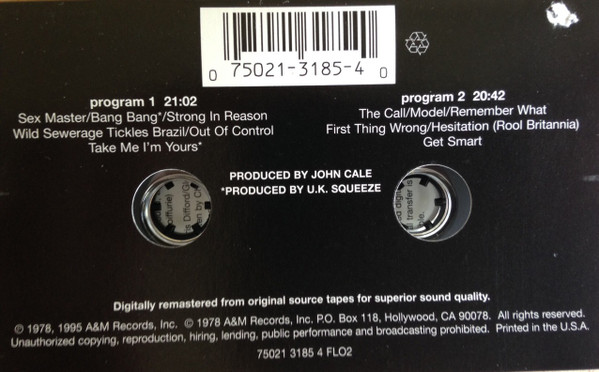 0 75021-3185-4 0
program 1 21:02
Sex Master/Bang Bang*/Strong In Reason
Wild Sewerage Tickles Brazil/Out Of Control
Take Me I'm Yours*
program 2 20:42
The Call/Model/Remember What
First Thing Wrong/Hesitation (Rool Britannia)
Get Smart
PRODUCED BY JOHN CALE
*PRODUCED BY U.K. SQUEEZE
Digitally remastered from original source tapes for superior sound quality.
℗ 1978, 1995 A&M Records, Inc. © 1978 A&M Records, Inc. P.O. Box 118, Hollywood, CA 90078. All rights reserved.
Unauthorized copying, reproduction, hiring, lending, public performance and broadcasting prohibited. Printed in the U.S.A.
75021 3185 4 FLO2